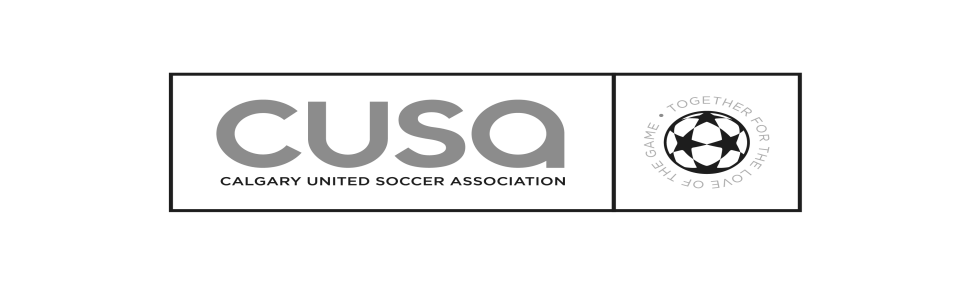 cusa
CALGARY UNITED SOCCER ASSOCIATION
• TOGETHER FOR THE LOVE OF THE GAME